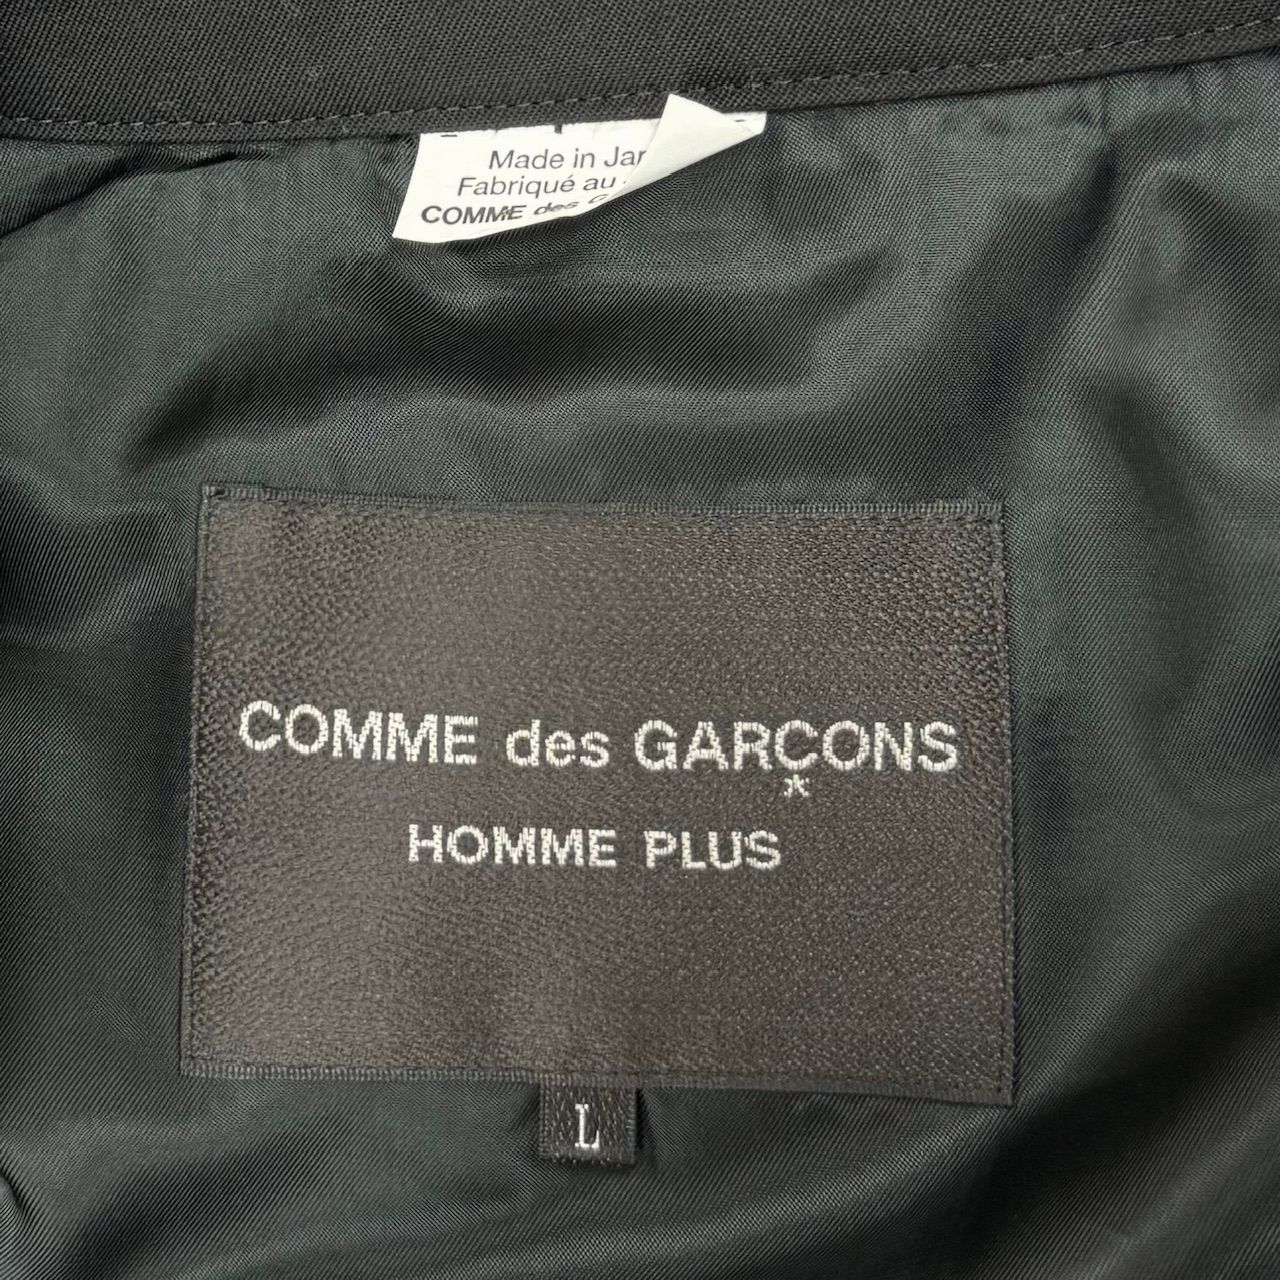 Made in
Fabriqué au
COMME des
COMME des GARÇONS
HOMME PLUS
L